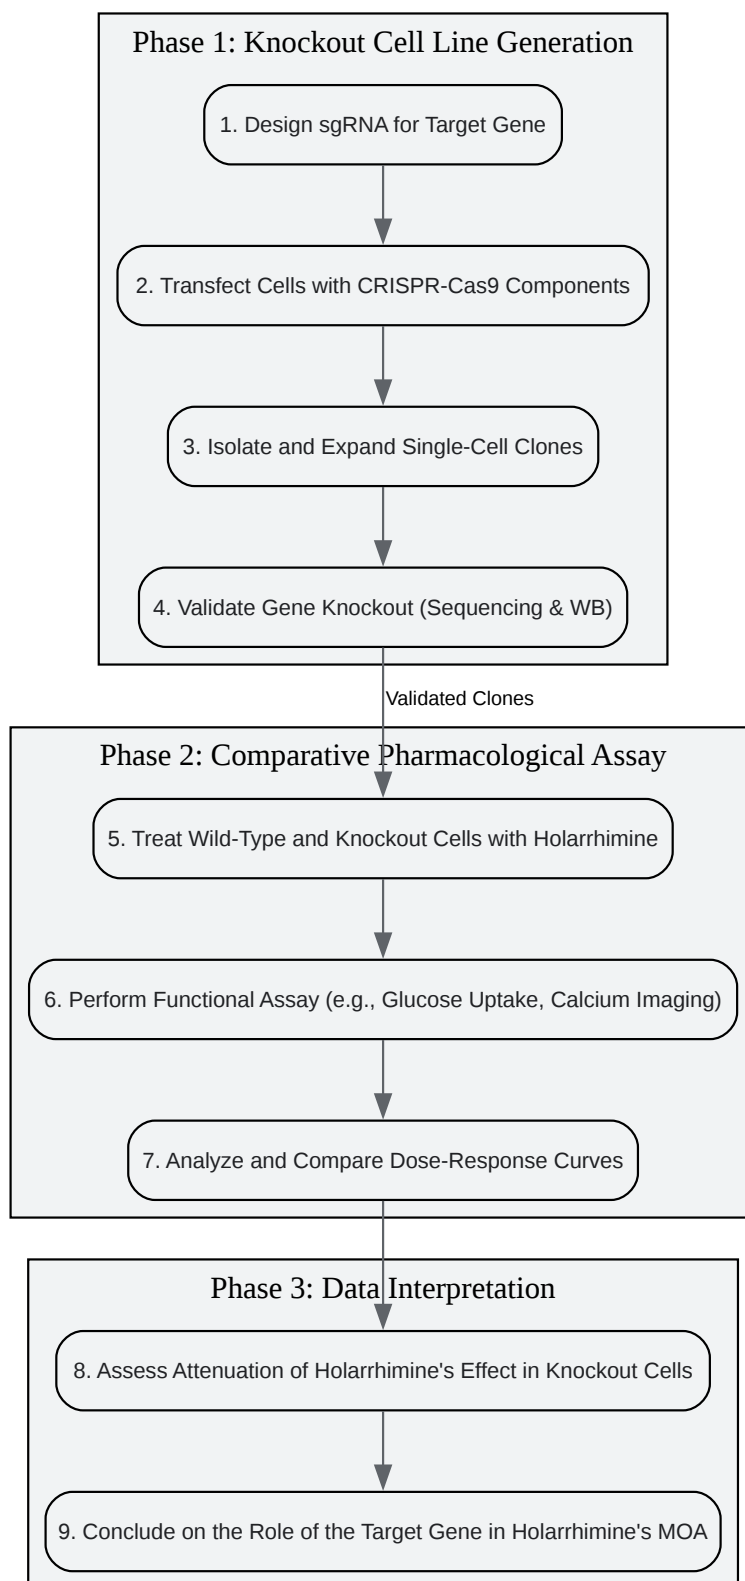 Phase 1: Knockout Cell Line Generation
1. Design sgRNA for Target Gene
2. Transfect Cells with CRISPR-Cas9 Components
3. Isolate and Expand Single-Cell Clones
4. Validate Gene Knockout (Sequencing & WB)
Validated Clones
Phase 2: Comparative Pharmacological Assay
5. Treat Wild-Type and Knockout Cells with Holarrhimine
6. Perform Functional Assay (e.g., Glucose Uptake, Calcium Imaging)
7. Analyze and Compare Dose-Response Curves
Phase 3: Data Interpretation
8. Assess Attenuation of Holarrhimine's Effect in Knockout Cells
9. Conclude on the Role of the Target Gene in Holarrhimine's MOA